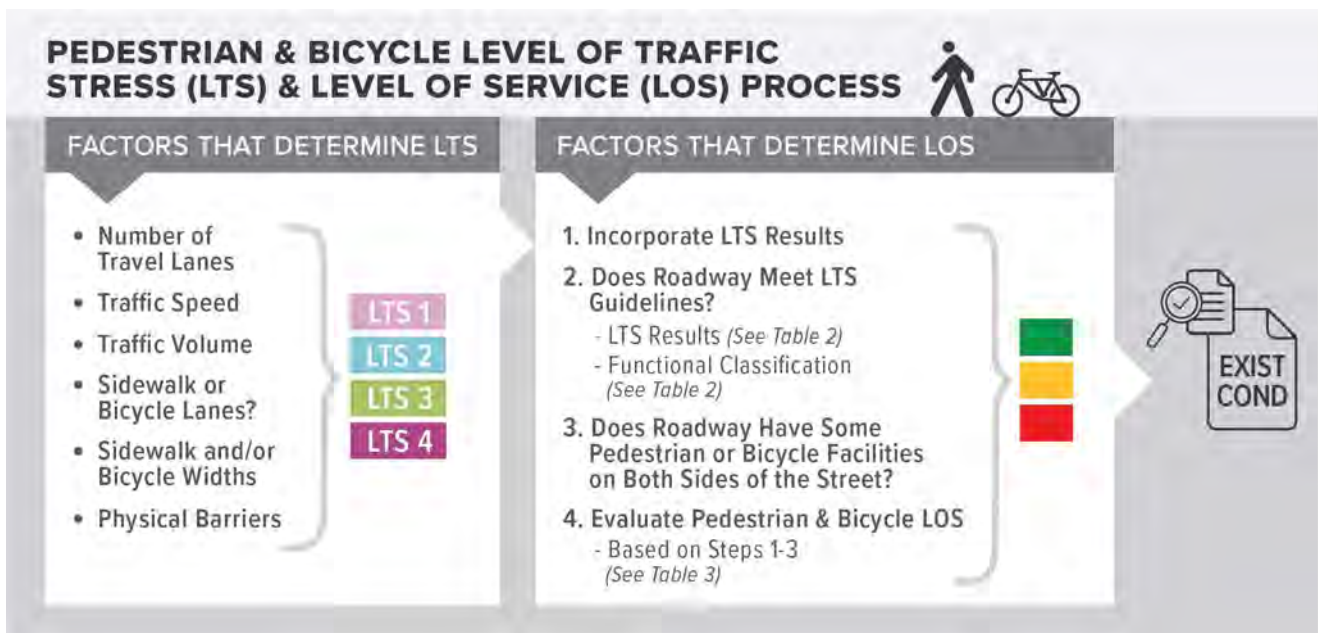 PEDESTRIAN & BICYCLE LEVEL OF TRAFFIC
STRESS (LTS) & LEVEL OF SERVICE (LOS) PROCESS
FACTORS THAT DETERMINE LTS
• Number of
Travel Lanes
• Traffic Speed
• Traffic Volume
• Sidewalk or
Bicycle Lanes?
• Sidewalk and/or
Bicycle Widths
• Physical Barriers
LTS 1
LTS 2
LTS 3
LTS 4
FACTORS THAT DETERMINE LOS
1. Incorporate LTS Results
2. Does Roadway Meet LTS
Guidelines?
- LTS Results (See Table 2)
- Functional Classification
(See Table 2)
3. Does Roadway Have Some
Pedestrian or Bicycle Facilities
on Both Sides of the Street?
4. Evaluate Pedestrian & Bicycle LOS
- Based on Steps 1-3
(See Table 3)
EXIST
COND